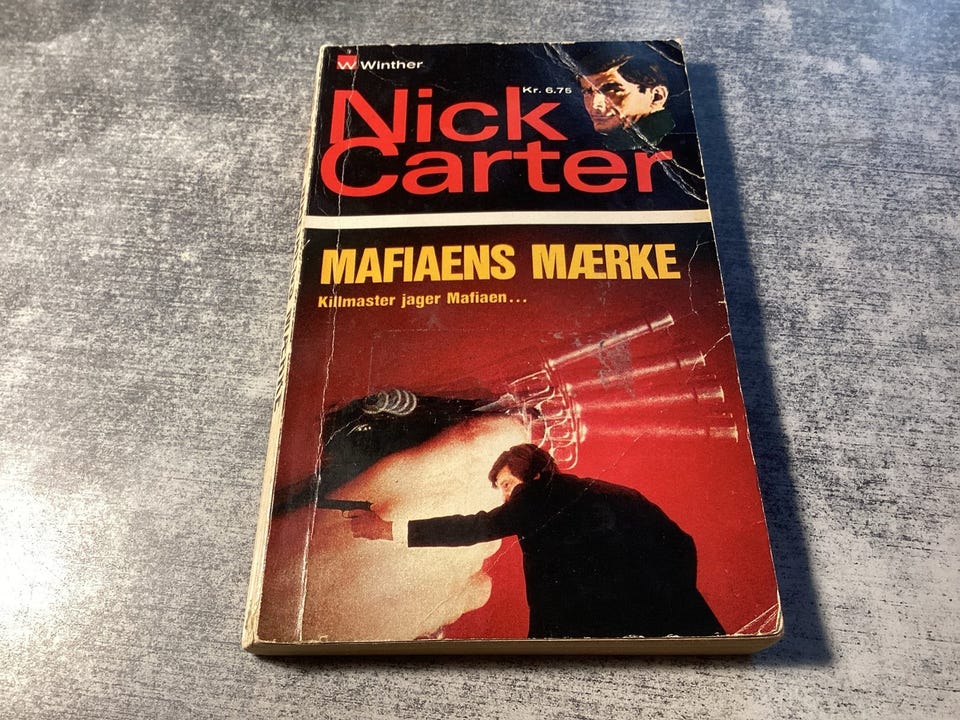 W Winther
Kr. 6.75
Nick
Carter
MAFIAENS MÆRKE
Killmaster jager Mafiaen...